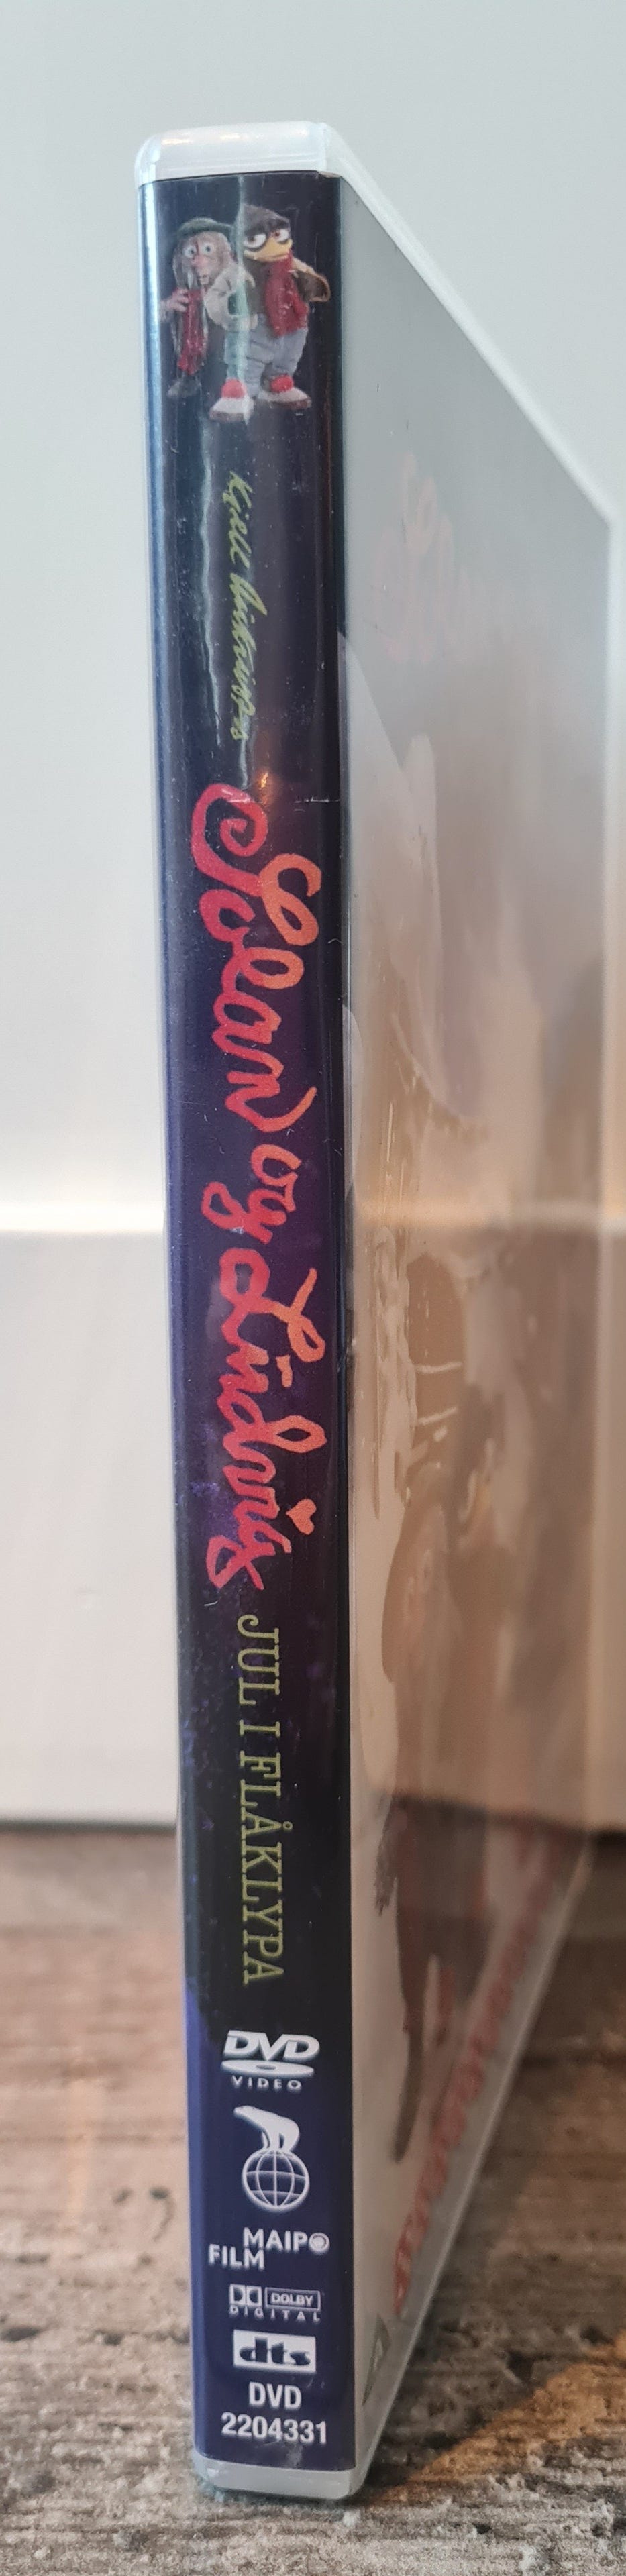 Kjell Aukrusts
Solan og Ludvig
JUL I FLÅKLYPA
DVD
VIDEO
MAIPO
FILM
DOLBY
DIGITAL
dts
DVD
2204331